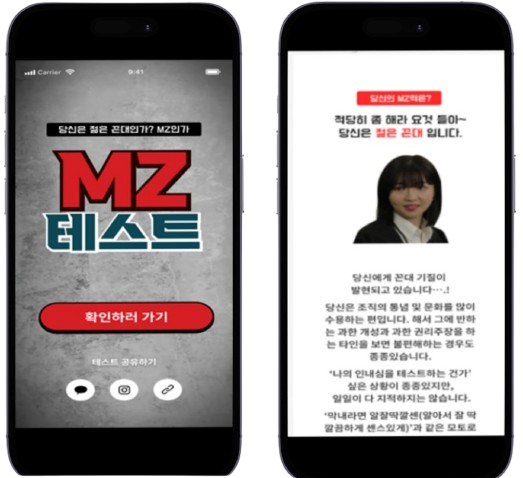 Carrier
9:41
당신은 젊은 꼰대인가? MZ인가
MZ
테스트
확인하러 가기
테스트 공유하기
당신의 MZ력은?
적당히 좀 해라 요것 들아~
당신은 젊은 꼰대 입니다.
당신에게 꼰대 기질이
발현되고 있습니다….!
당신은 조직의 통념 및 문화를 많이
수용하는 편입니다. 해서 그에 반하
는 과한 개성과 과한 권리주장을 하
는 타인을 보면 불편해하는 경우도
종종있습니다.
‘나의 인내심을 테스트하는 건가’
싶은 상황이 종종있지만,
일일이 다 지적하지는 않습니다.
‘막내라면 알잘딱깔센(알아서 잘 딱
깔끔하게 센스있게)’과 같은 모토로